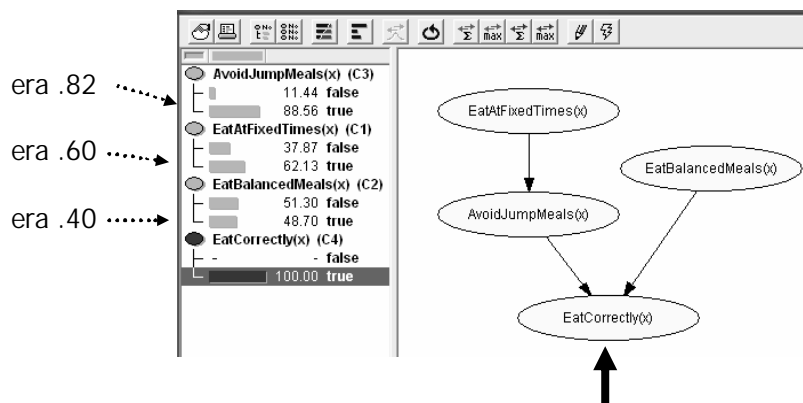 era .82
era .60
era .40
Σ max Σ max
AvoidJumpMeals(x) (C3)
11.44 false
88.56 true
EatAtFixedTimes(x) (C1)
37.87 false
62.13 true
EatBalancedMeals(x) (C2)
51.30 false
48.70 true
EatCorrectly(x) (C4)
- false
100.00 true
EatAtFixedTimes(x)
EatBalancedMeals(x)
AvoidJumpMeals(x)
EatCorrectly(x)